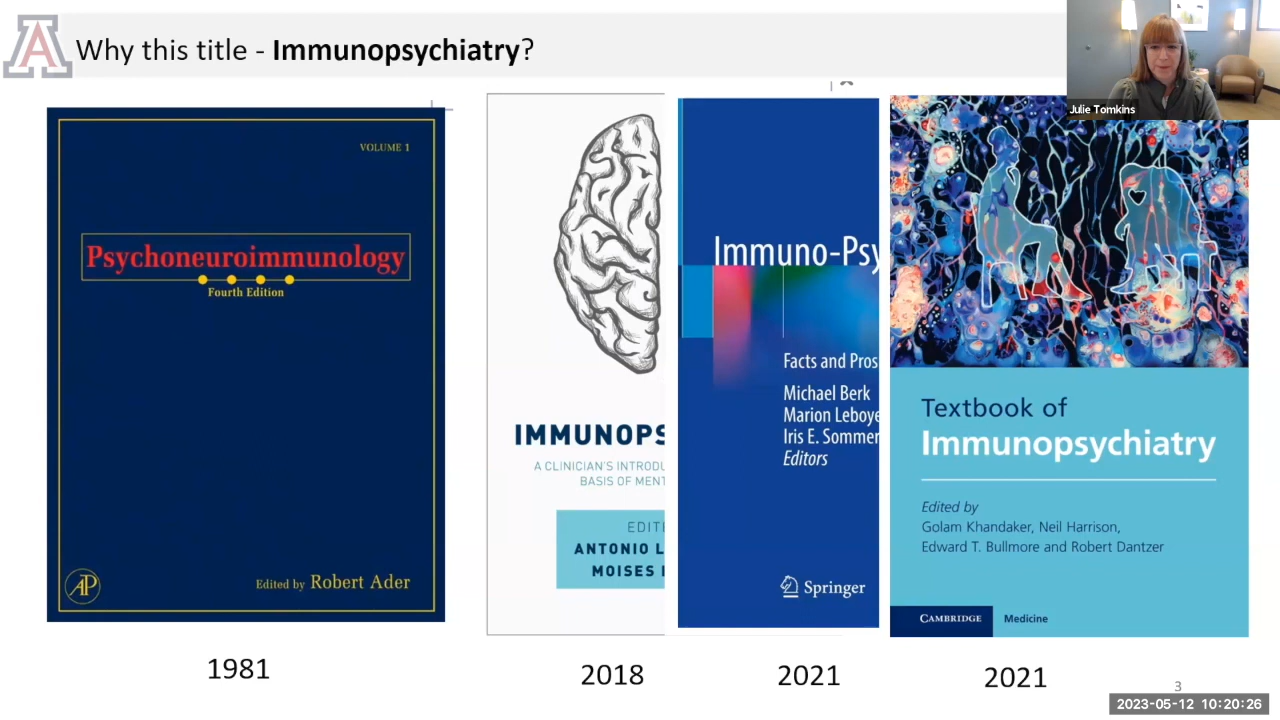 Why this title - Immunopsychiatry?
Julie Tomkins
VOLUME 1
Psychoneuroimmunology
Fourth Edition
AP
Edited by Robert Ader
1981
IMMUNOPS
A CLINICIAN'S INTRODU
BASIS OF MENT
EDIT
ANTONIO L
MOISES
2018
Immuno-Psy
Facts and Pros
Michael Berk
Marion Leboye
Iris E. Sommer
Editors
Springer
2021
Textbook of
Immunopsychiatry
Edited by
Golam Khandaker, Neil Harrison,
Edward T. Bullmore and Robert Dantzer
CAMBRIDGE Medicine
2021
3
2023-05-12 10:20:26